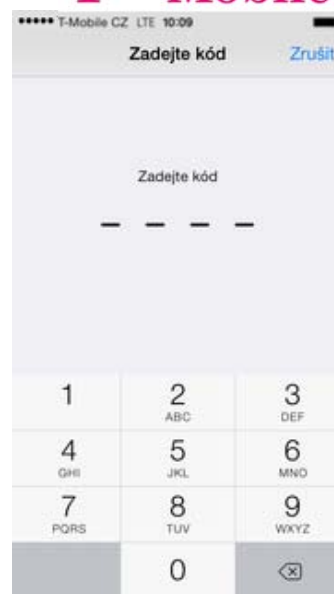 T-Mobile CZ LTE 10:09
Zadejte kód Zrušit
Zadejte kód
1 2 3
ABC DEF
4 5 6
GHI JKL MNO
7 8 9
PQRS TUV WXYZ
0